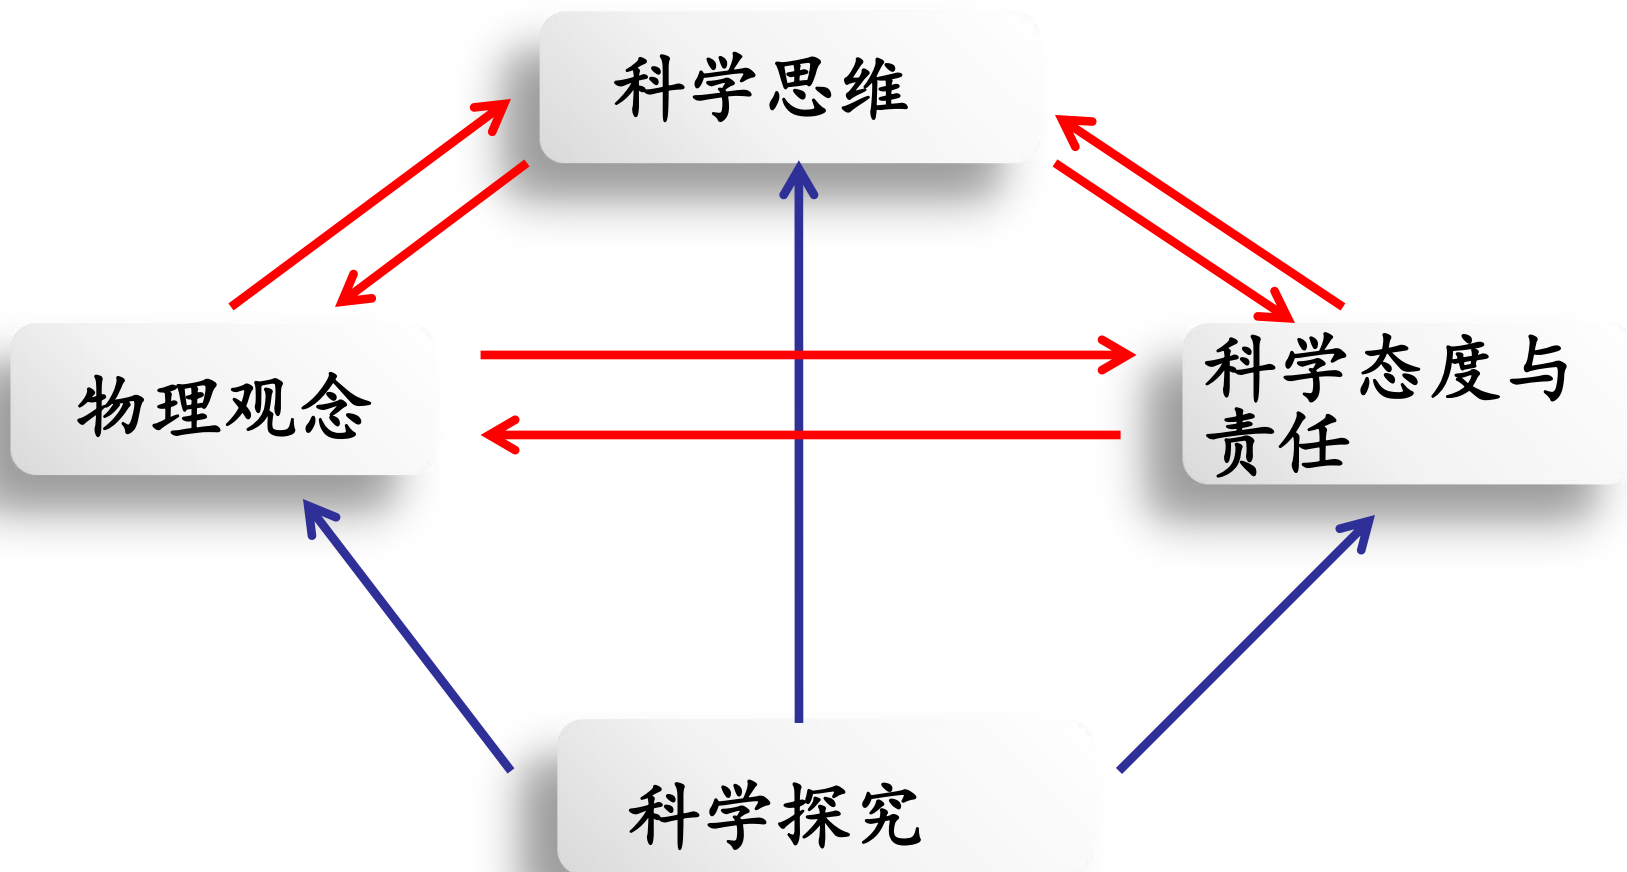 科学思维
物理观念
科学态度与
责任
科学探究